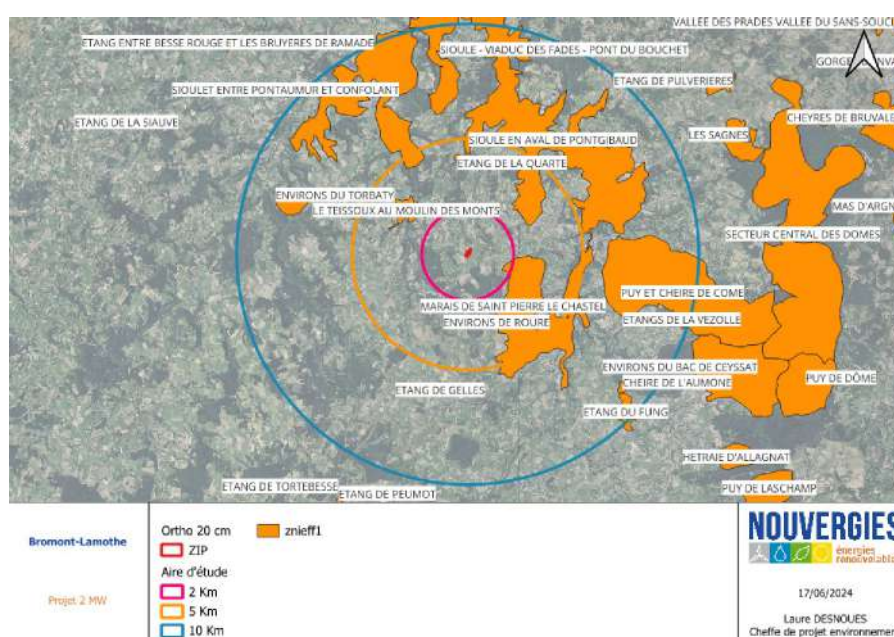 VALLEE DES PRADES VALLEE DU SANS-SOUCI
ETANG ENTRE BESSE ROUGE ET LES BRUYERES DE RAMADE
SIOULE - VIADUC DES FADES - PONT DU BOUCHET
ETANG DE PULVERIERES
SIOULET ENTRE PONTAUMUR ET CONFOLANT
ETANG DE LA SIAUVE
CHEYRES DE BRUVALE
LES SAGNES
SIOULE EN AVAL DE PONTGIBAUD
ETANG DE LA QUARTE
ENVIRONS DU TORBATY
LE TEISSOUX AU MOULIN DES MONTS
MAS D'ARGN
SECTEUR CENTRAL DES DOMES
PUY ET CHEIRE DE COME
MARAIS DE SAINT PIERRE LE CHASTEL
ENVIRONS DE ROURE
ETANGS DE LA VEZOLLE
ENVIRONS DU BAC DE CEYSSAT
CHEIRE DE L'AUMONE
PUY DE DÔME
ETANG DE GELLES
ETANG DU FUNG
HETRAIE D'ALLAGNAT
ETANG DE TORTEBESSE
ETANG DE PEUMOT
PUY DE LASCHAMP
Bromont-Lamothe
Projet 2 MW
Ortho 20 cm
ZIP
Aire d'étude
2 Km
5 Km
10 Km
znieff1
NOUVERGIES
énergies
renouvelable
17/06/2024
Laure DESNOUES
Cheffe de projet environnemen